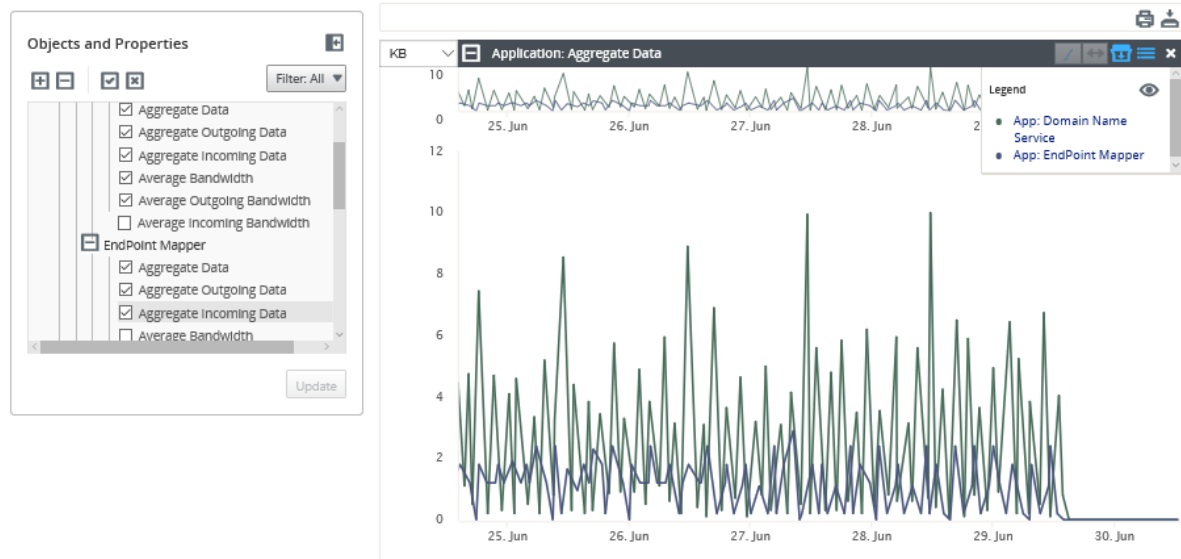 Objects and Properties
Filter: All
Aggregate Data
Aggregate Outgoing Data
Aggregate Incoming Data
Average Bandwidth
Average Outgoing Bandwidth
Average Incoming Bandwidth
EndPoint Mapper
Aggregate Data
Aggregate Outgoing Data
Aggregate Incoming Data
Average Bandwidth
Update
KB
Application: Aggregate Data
10
0
25. Jun
26. Jun
27. Jun
28. Jun
2
Legend
App: Domain Name
Service
App: EndPoint Mapper
12
10
8
6
4
2
0
25. Jun
26. Jun
27. Jun
28. Jun
29. Jun
30. Jun